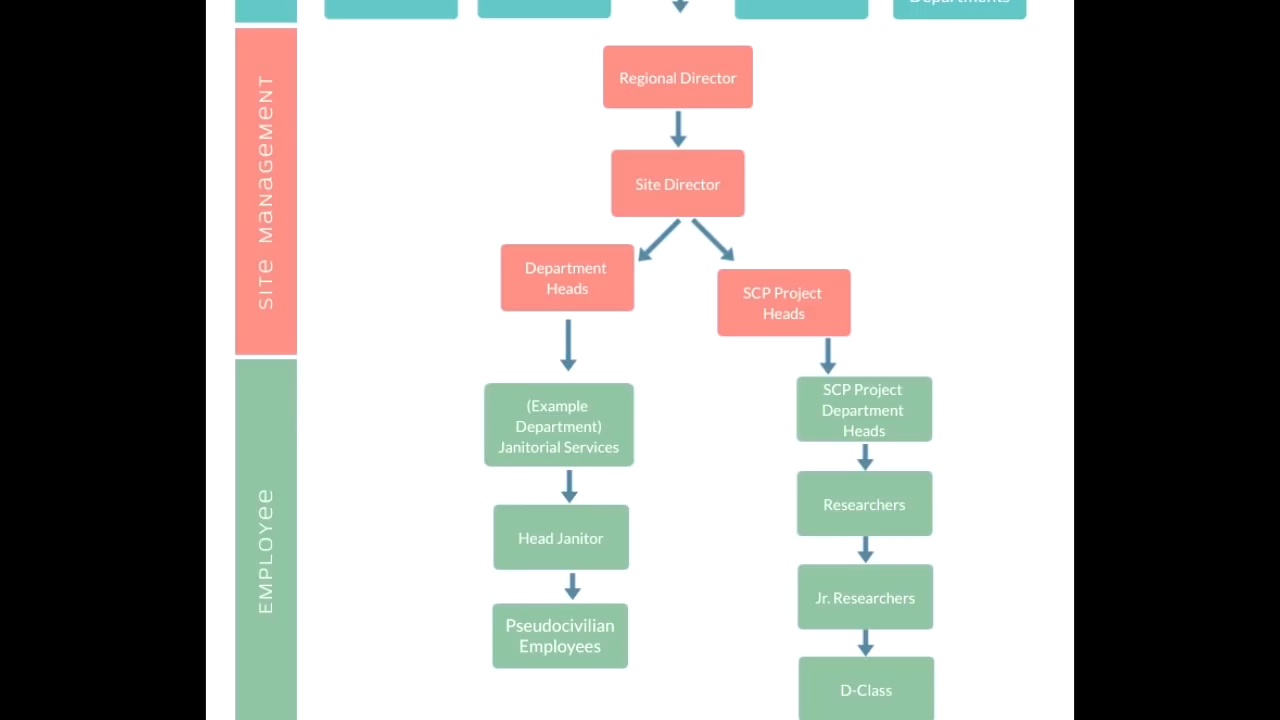 Departments
SITE MANAGEMENT
Regional Director
Site Director
Department
Heads
SCP Project
Heads
EMPLOYEE
(Example
Department)
Janitorial Services
Head Janitor
Pseudocivilian
Employees
SCP Project
Department
Heads
Researchers
Jr. Researchers
D-Class